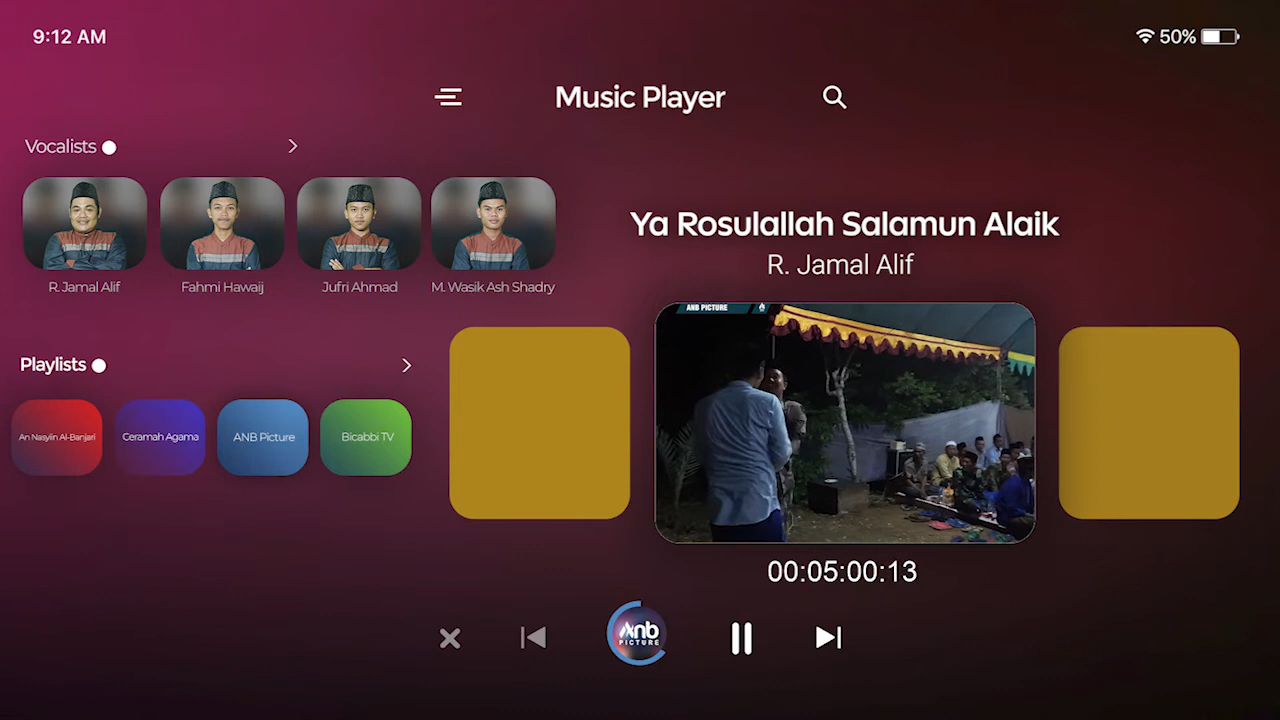 9:12 AM
50%
Music Player
Vocalists
R. Jamal Alif
Fahmi Hawaij
Jufri Ahmad
M. Wasik Ash Shadry
Ya Rosulallah Salamun Alaik
R. Jamal Alif
ANB PICTURE
Playlists
An Nasyiin Al-Banjari
Ceramah Agama
ANB Picture
Bicabbi TV
00:05:00:13
Anb
PICTURE